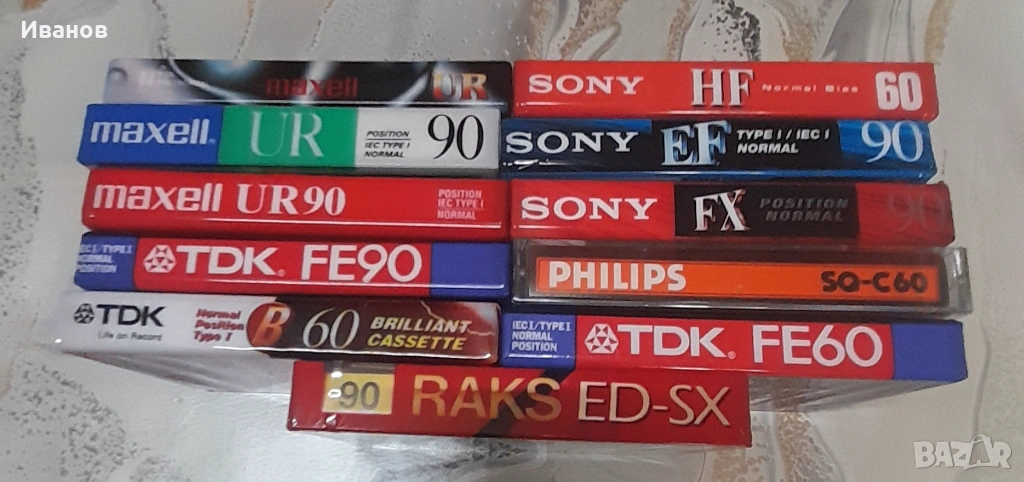 Иванов
maxell UR
maxell UR POSITION IEC TYPE I NORMAL 90
maxell UR90 POSITION IEC TYPE I NORMAL
IEC I/TYPE I NORMAL POSITION TDK FE90
TDK Life on Record Normal Position Type I B 60 BRILLIANT CASSETTE
SONY HF Normal Bias 60
SONY EF TYPE I / IEC I NORMAL 90
SONY FX POSITION NORMAL 90
PHILIPS SQ-C60
IEC I/TYPE I NORMAL POSITION TDK FE60
90 RAKS ED-SX
BAZAR